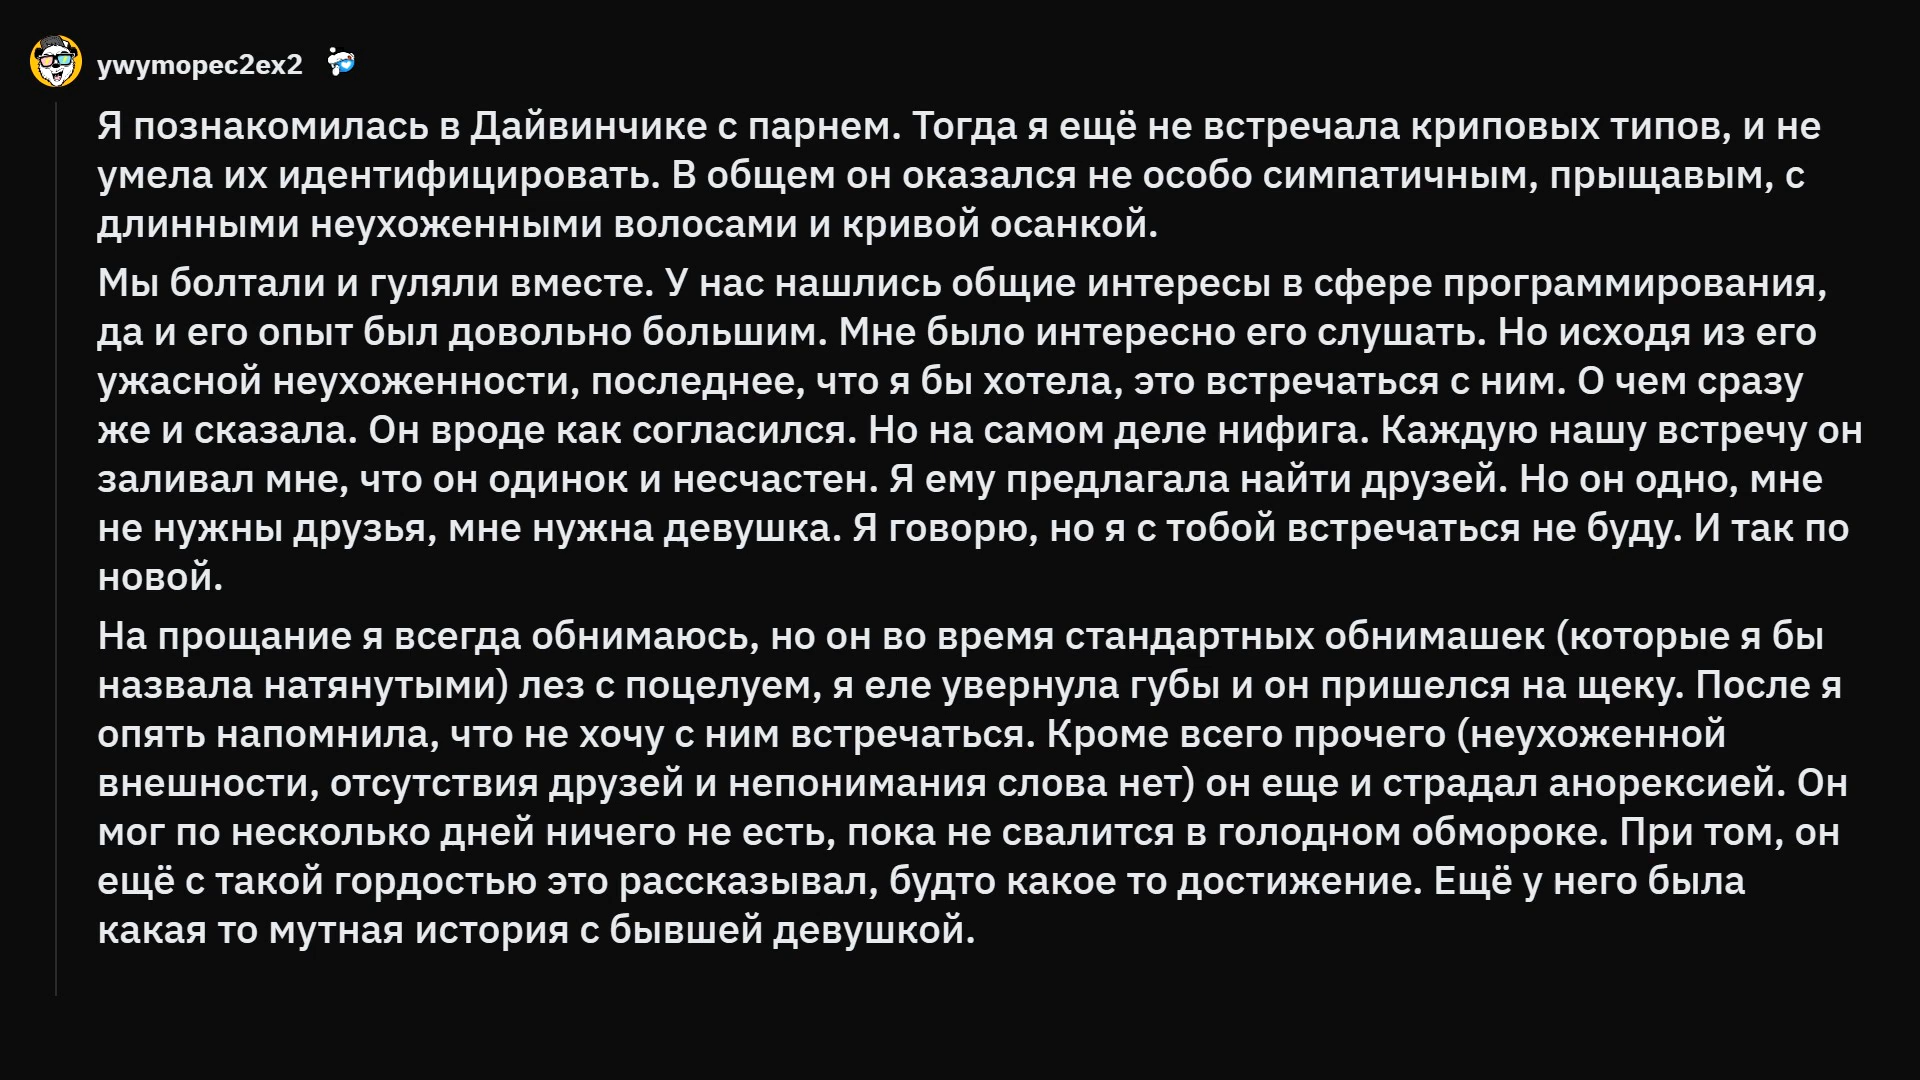 ywymopec2ex2
Я познакомилась в Дайвинчике с парнем. Тогда я ещё не встречала криповых типов, и не
умела их идентифицировать. В общем он оказался не особо симпатичным, прыщавым, с
длинными неухоженными волосами и кривой осанкой.
Мы болтали и гуляли вместе. У нас нашлись общие интересы в сфере программирования,
да и его опыт был довольно большим. Мне было интересно его слушать. Но исходя из его
ужасной неухоженности, последнее, что я бы хотела, это встречаться с ним. О чем сразу
же и сказала. Он вроде как согласился. Но на самом деле нифига. Каждую нашу встречу он
заливал мне, что он одинок и несчастен. Я ему предлагала найти друзей. Но он одно, мне
не нужны друзья, мне нужна девушка. Я говорю, но я с тобой встречаться не буду. И так по
новой.
На прощание я всегда обнимаюсь, но он во время стандартных обнимашек (которые я бы
назвала натянутыми) лез с поцелуем, я еле увернула губы и он пришелся на щеку. После я
опять напомнила, что не хочу с ним встречаться. Кроме всего прочего (неухоженной
внешности, отсутствия друзей и непонимания слова нет) он еще и страдал анорексией. Он
мог по несколько дней ничего не есть, пока не свалится в голодном обмороке. При том, он
ещё с такой гордостью это рассказывал, будто какое то достижение. Ещё у него была
какая то мутная история с бывшей девушкой.